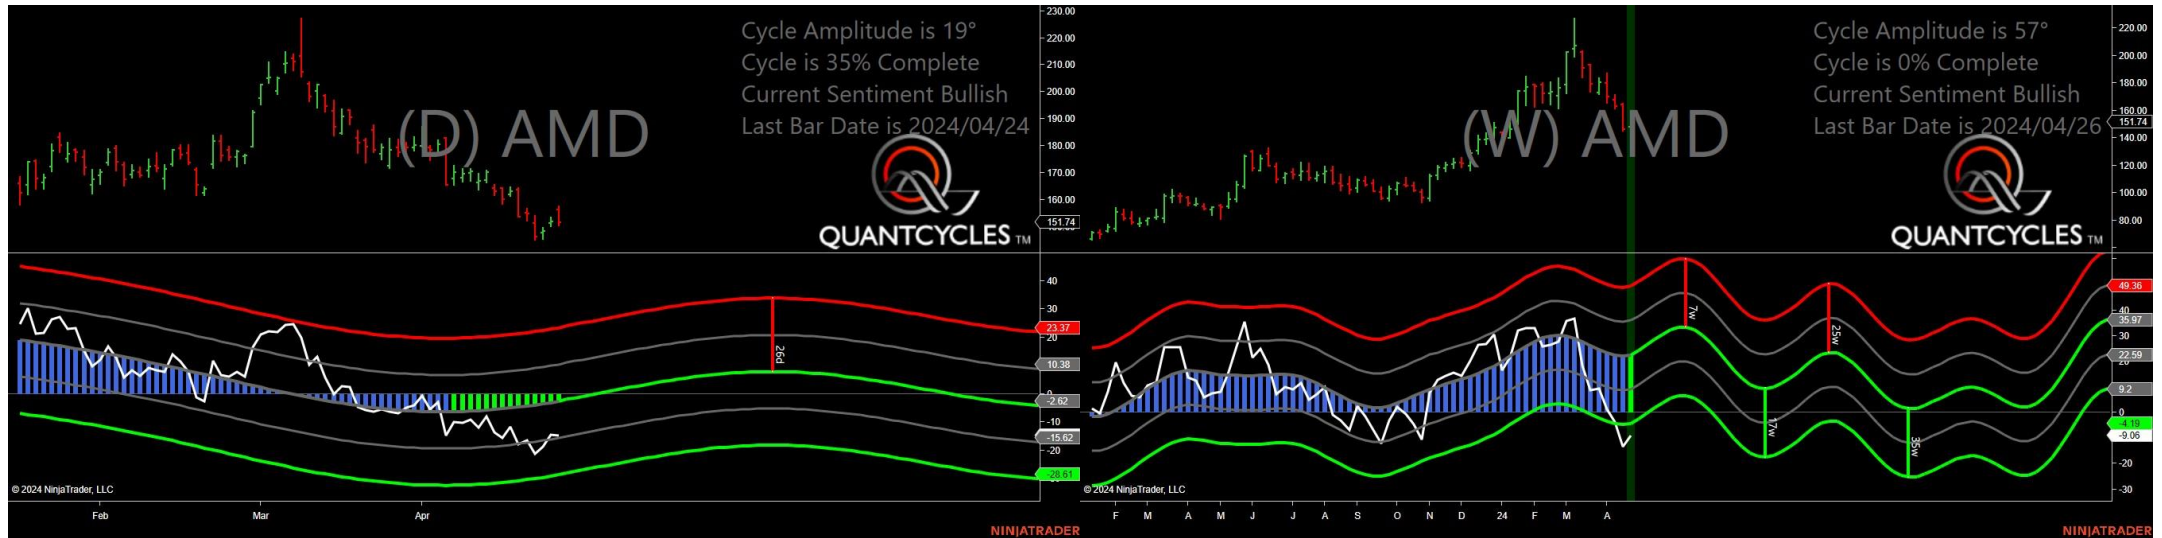 Cycle Amplitude is 19°
Cycle is 35% Complete
Current Sentiment Bullish
Last Bar Date is 2024/04/24
(D) AMD
QUANTCYCLES TM
230.00
220.00
210.00
200.00
190.00
180.00
170.00
160.00
151.74
40
30
23.37
20
10.38
0
-2.62
-10
-15.62
-20
-28.61
26d
© 2024 NinjaTrader, LLC
Feb Mar Apr
NINJATRADER
Cycle Amplitude is 57°
Cycle is 0% Complete
Current Sentiment Bullish
Last Bar Date is 2024/04/26
(W) AMD
QUANTCYCLES TM
220.00
200.00
180.00
160.00
151.74
140.00
120.00
100.00
80.00
49.36
40
35.97
30
22.59
9.2
0
-4.19
-9.06
-20
-30
7w
25w
17w
35w
© 2024 NinjaTrader, LLC
F M A M J J A S O N D 24 F M A
NINJATRADER